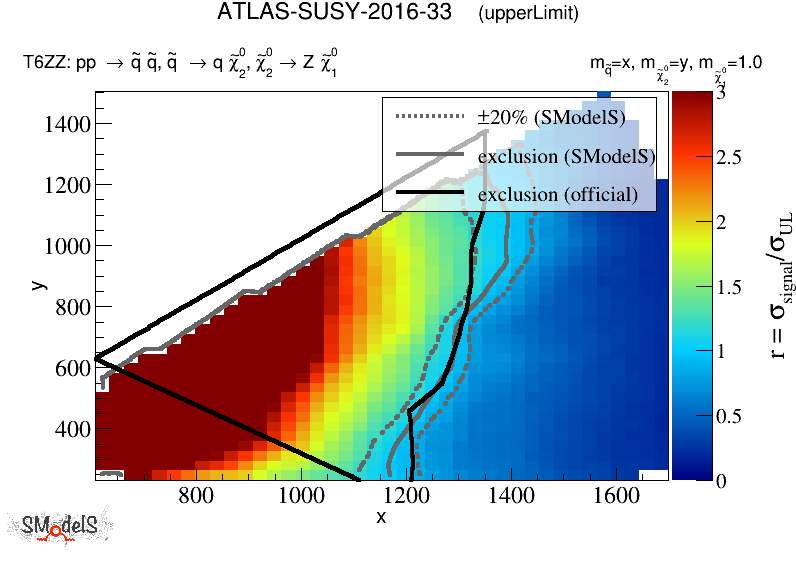 ATLAS-SUSY-2016-33 (upperLimit)
T6ZZ: pp → q̃ q̃, q̃ → q χ̃⁰₂, χ̃⁰₂ → Z χ̃⁰₁
m_q̃=x, m_χ̃⁰₂=y, m_χ̃⁰₁=1.0
±20% (SModelS)
exclusion (SModelS)
exclusion (official)
1400
1200
1000
800
600
400
y
800
1000
1200
1400
1600
x
3
2.5
2
1.5
1
0.5
0
r = σ_signal/σ_UL
SModelS